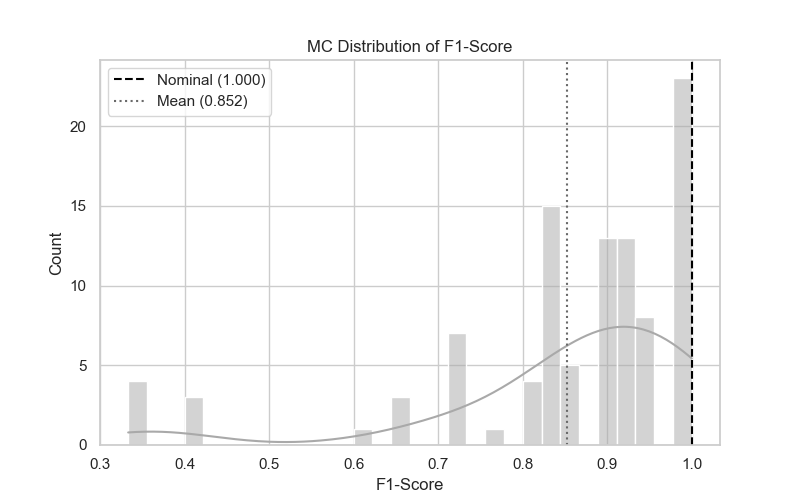 MC Distribution of F1-Score
Nominal (1.000)
Mean (0.852)
20
15
10
5
0
Count
0.3 0.4 0.5 0.6 0.7 0.8 0.9 1.0
F1-Score